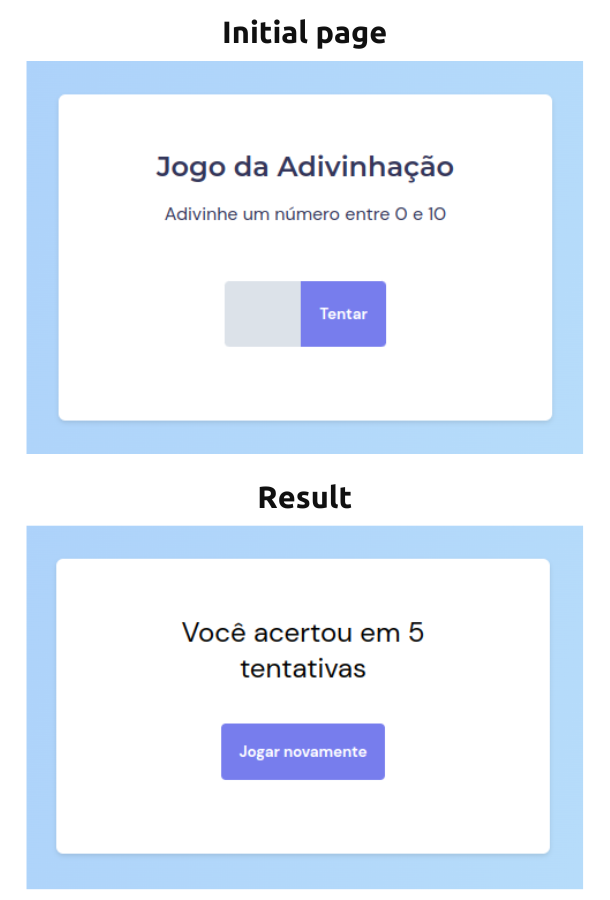 Initial page
Jogo da Adivinhação
Adivinhe um número entre 0 e 10
Tentar
Result
Você acertou em 5
tentativas
Jogar novamente